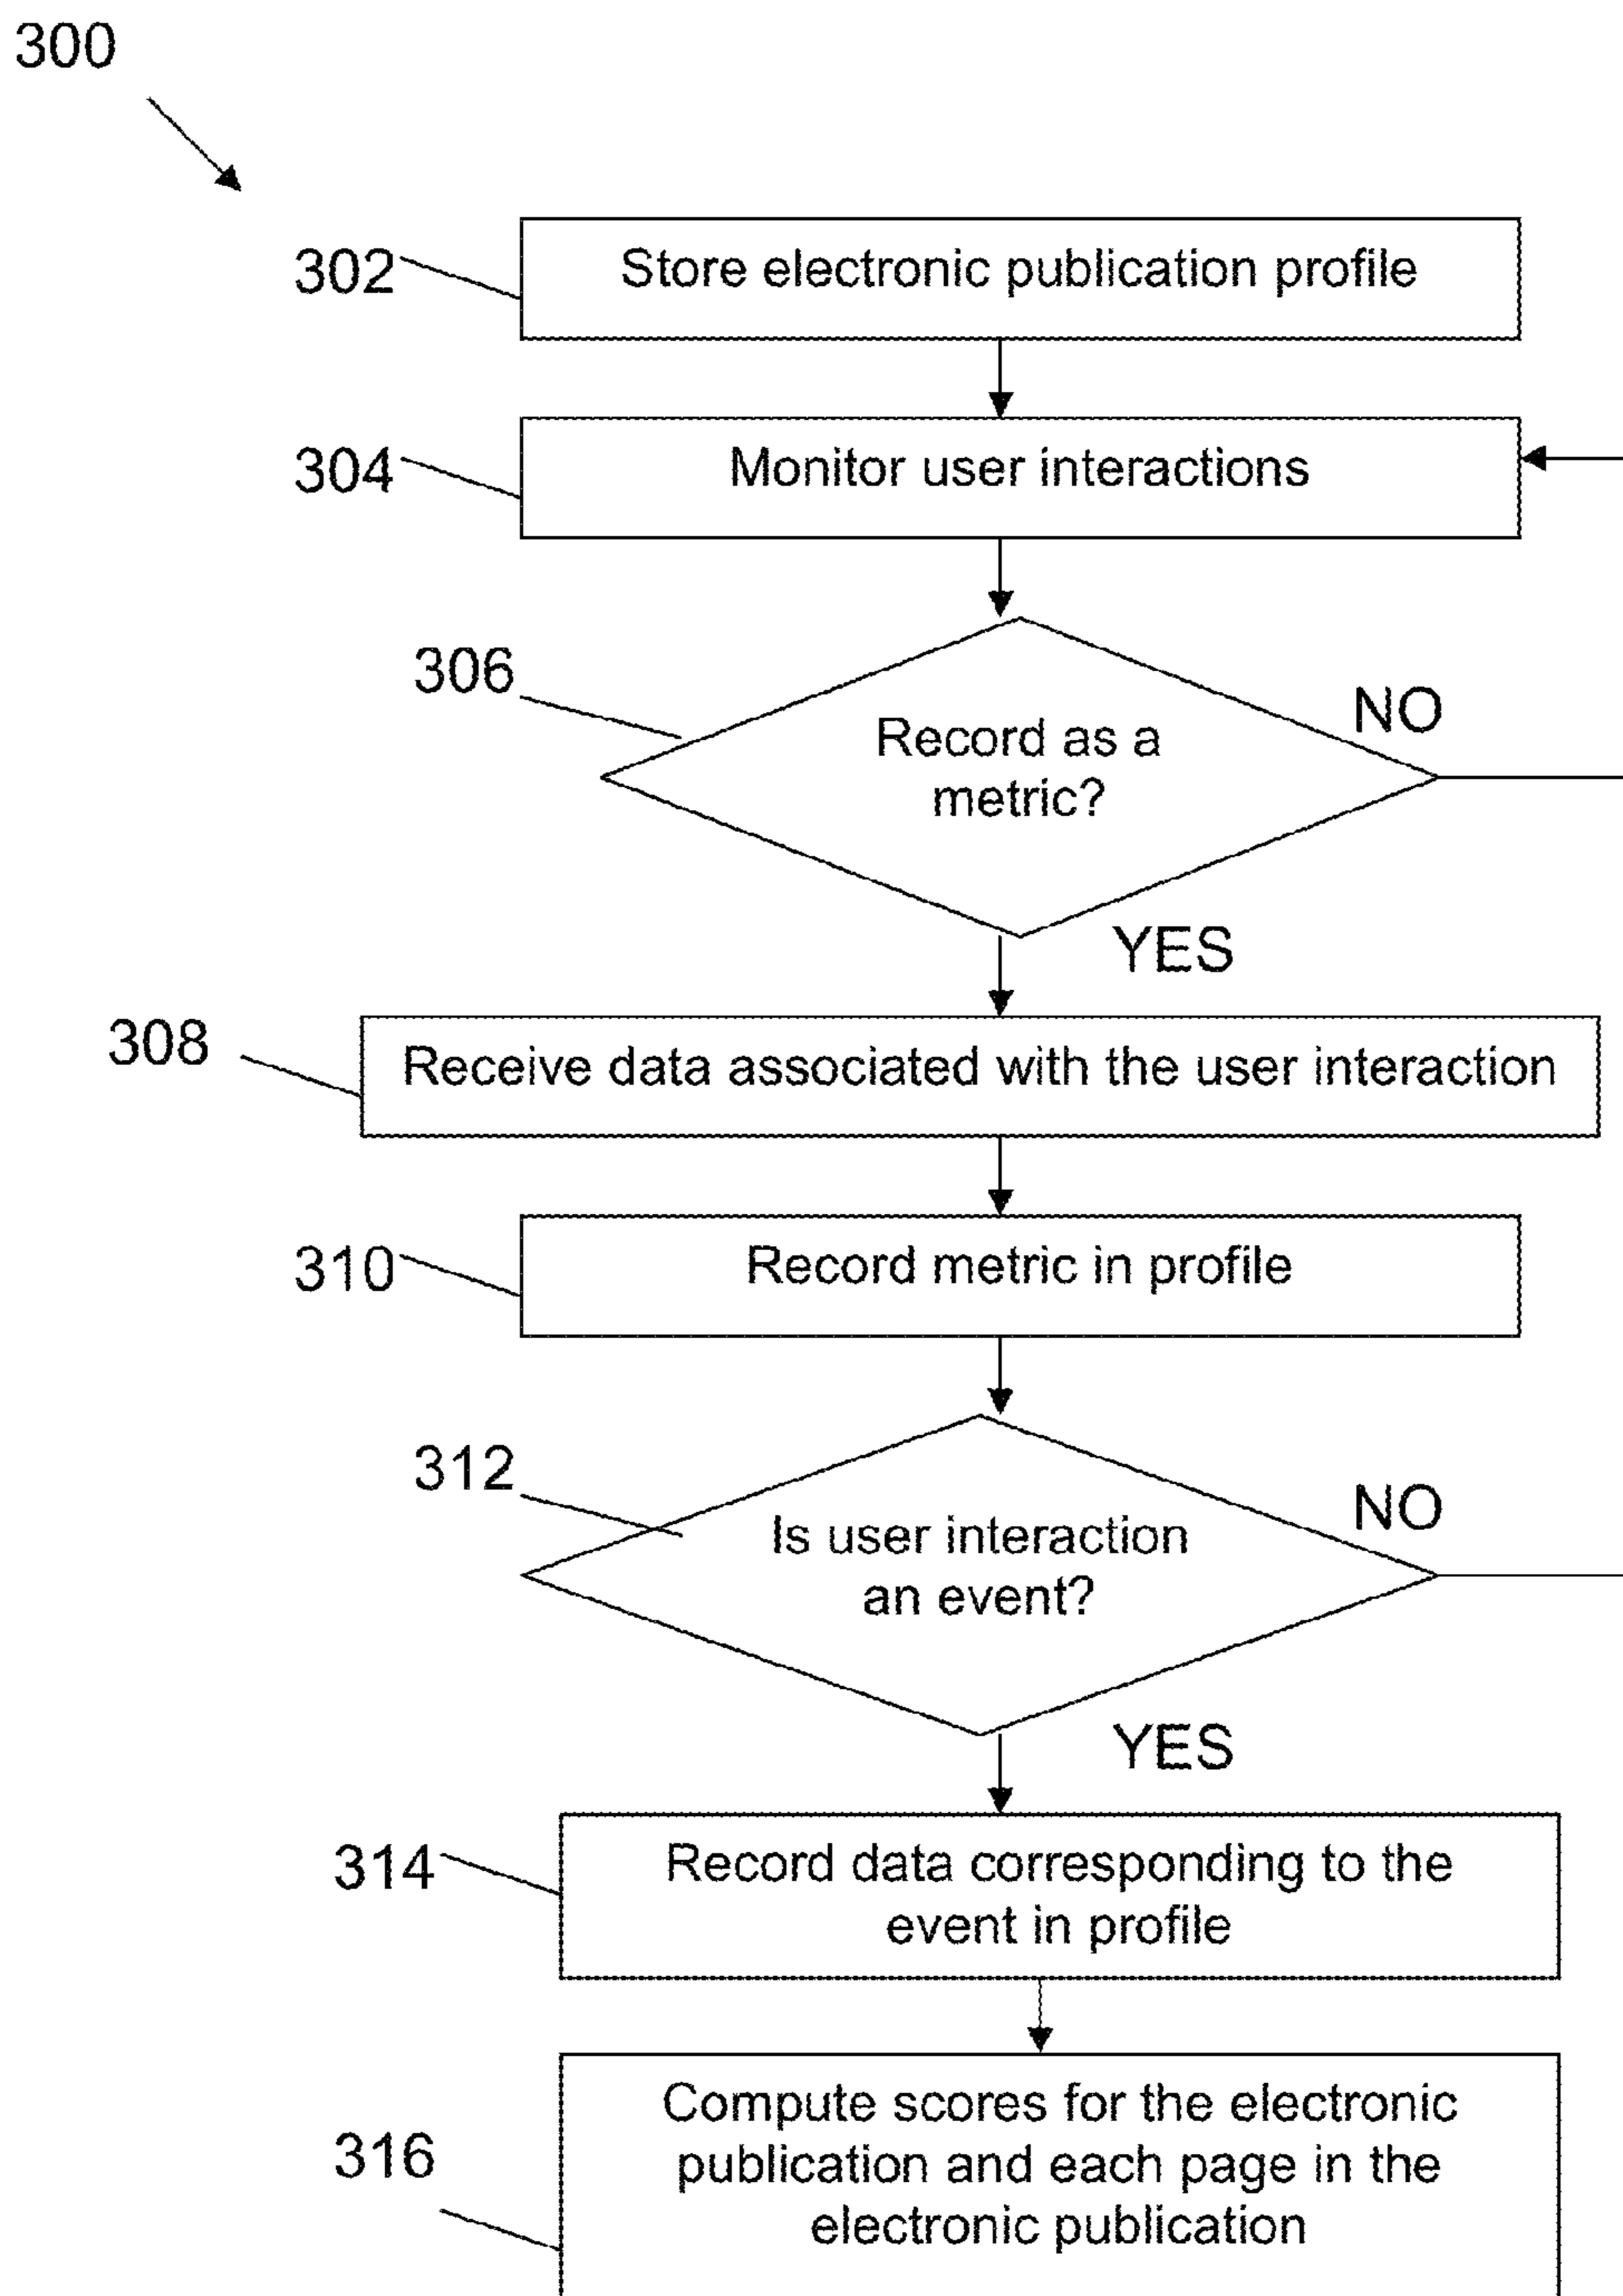 300
302
Store electronic publication profile
304
Monitor user interactions
306
Record as a
metric?
NO
YES
308
Receive data associated with the user interaction
310
Record metric in profile
312
Is user interaction
an event?
NO
YES
314
Record data corresponding to the
event in profile
316
Compute scores for the electronic
publication and each page in the
electronic publication